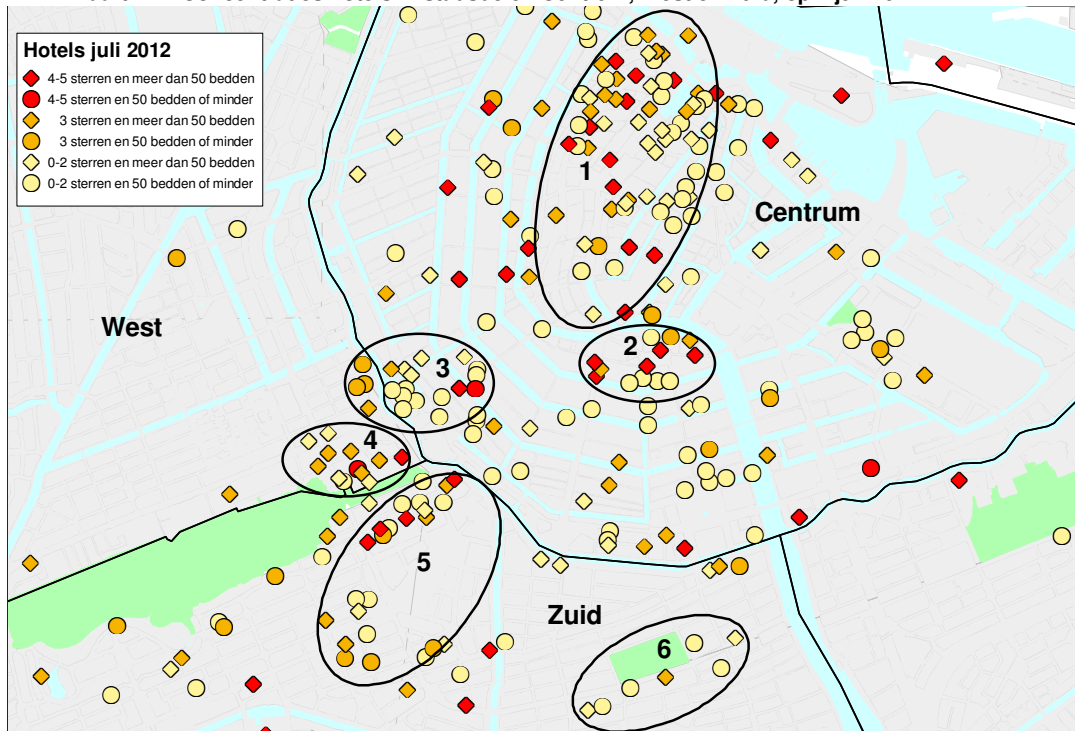 Hotels juli 2012
4-5 sterren en meer dan 50 bedden
4-5 sterren en 50 bedden of minder
3 sterren en meer dan 50 bedden
3 sterren en 50 bedden of minder
0-2 sterren en meer dan 50 bedden
0-2 sterren en 50 bedden of minder
1
Centrum
West
2
3
4
5
Zuid
6